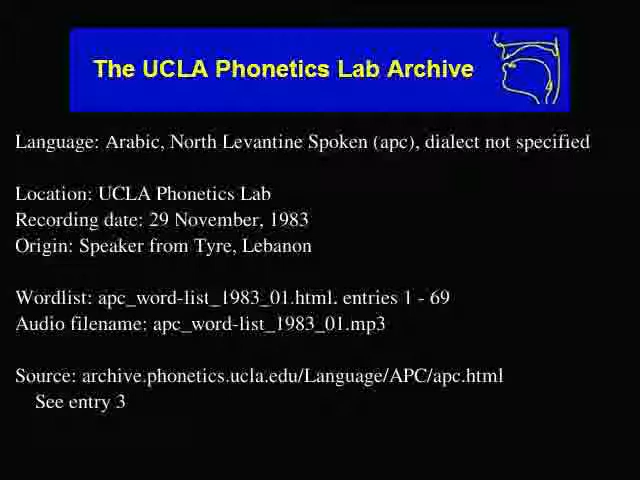 The UCLA Phonetics Lab Archive
Language: Arabic, North Levantine Spoken (apc), dialect not specified
Location: UCLA Phonetics Lab
Recording date: 29 November, 1983
Origin: Speaker from Tyre, Lebanon
Wordlist: apc_word-list_1983_01.html. entries 1 - 69
Audio filename: apc_word-list_1983_01.mp3
Source: archive.phonetics.ucla.edu/Language/APC/apc.html
See entry 3